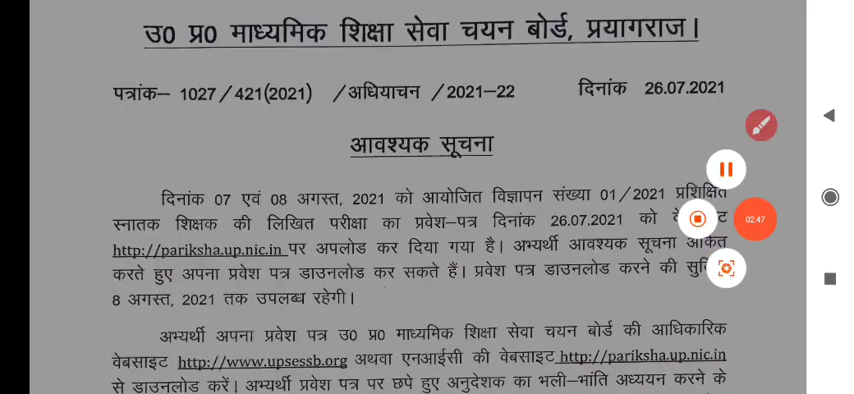 उ0 प्र0 माध्यमिक शिक्षा सेवा चयन बोर्ड, प्रयागराज।
पत्रांक– 1027/421(2021) /अधियाचन /2021–22 दिनांक 26.07.2021
आवश्यक सूचना
दिनांक 07 एवं 08 अगस्त, 2021 को आयोजित विज्ञापन संख्या 01/2021 प्रशिक्षित
स्नातक शिक्षक की लिखित परीक्षा का प्रवेश–पत्र दिनांक 26.07.2021 को
02:47
http://pariksha.up.nic.in पर अपलोड कर दिया गया है। अभ्यर्थी आवश्यक सूचना अंकित
करते हुए अपना प्रवेश पत्र डाउनलोड कर सकते हैं। प्रवेश पत्र डाउनलोड करने की
8 अगस्त, 2021 तक उपलब्ध रहेगी।
अभ्यर्थी अपना प्रवेश पत्र उ0 प्र0 माध्यमिक शिक्षा सेवा चयन बोर्ड की आधिकारिक
वेबसाइट http://www.upsessb.org अथवा एनआईसी की वेबसाइट http://pariksha.up.nic.in
से डाउनलोड करें। अभ्यर्थी प्रवेश पत्र पर छपे हुए अनुदेशक का भली–भांति अध्ययन करने के